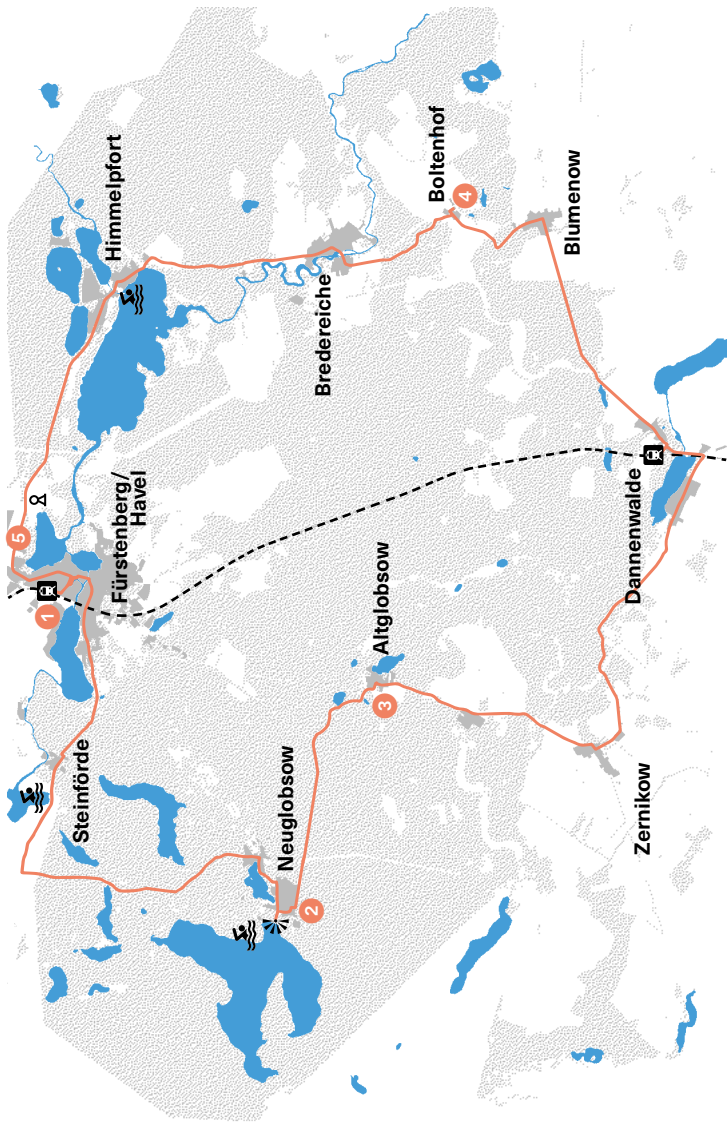 Himmelpfort
Boltenhof
4
Blumenow
Bredereiche
5
Fürstenberg/
Havel
1
Dannenwalde
Altglobsow
3
Steinförde
Neuglobsow
2
Zernikow